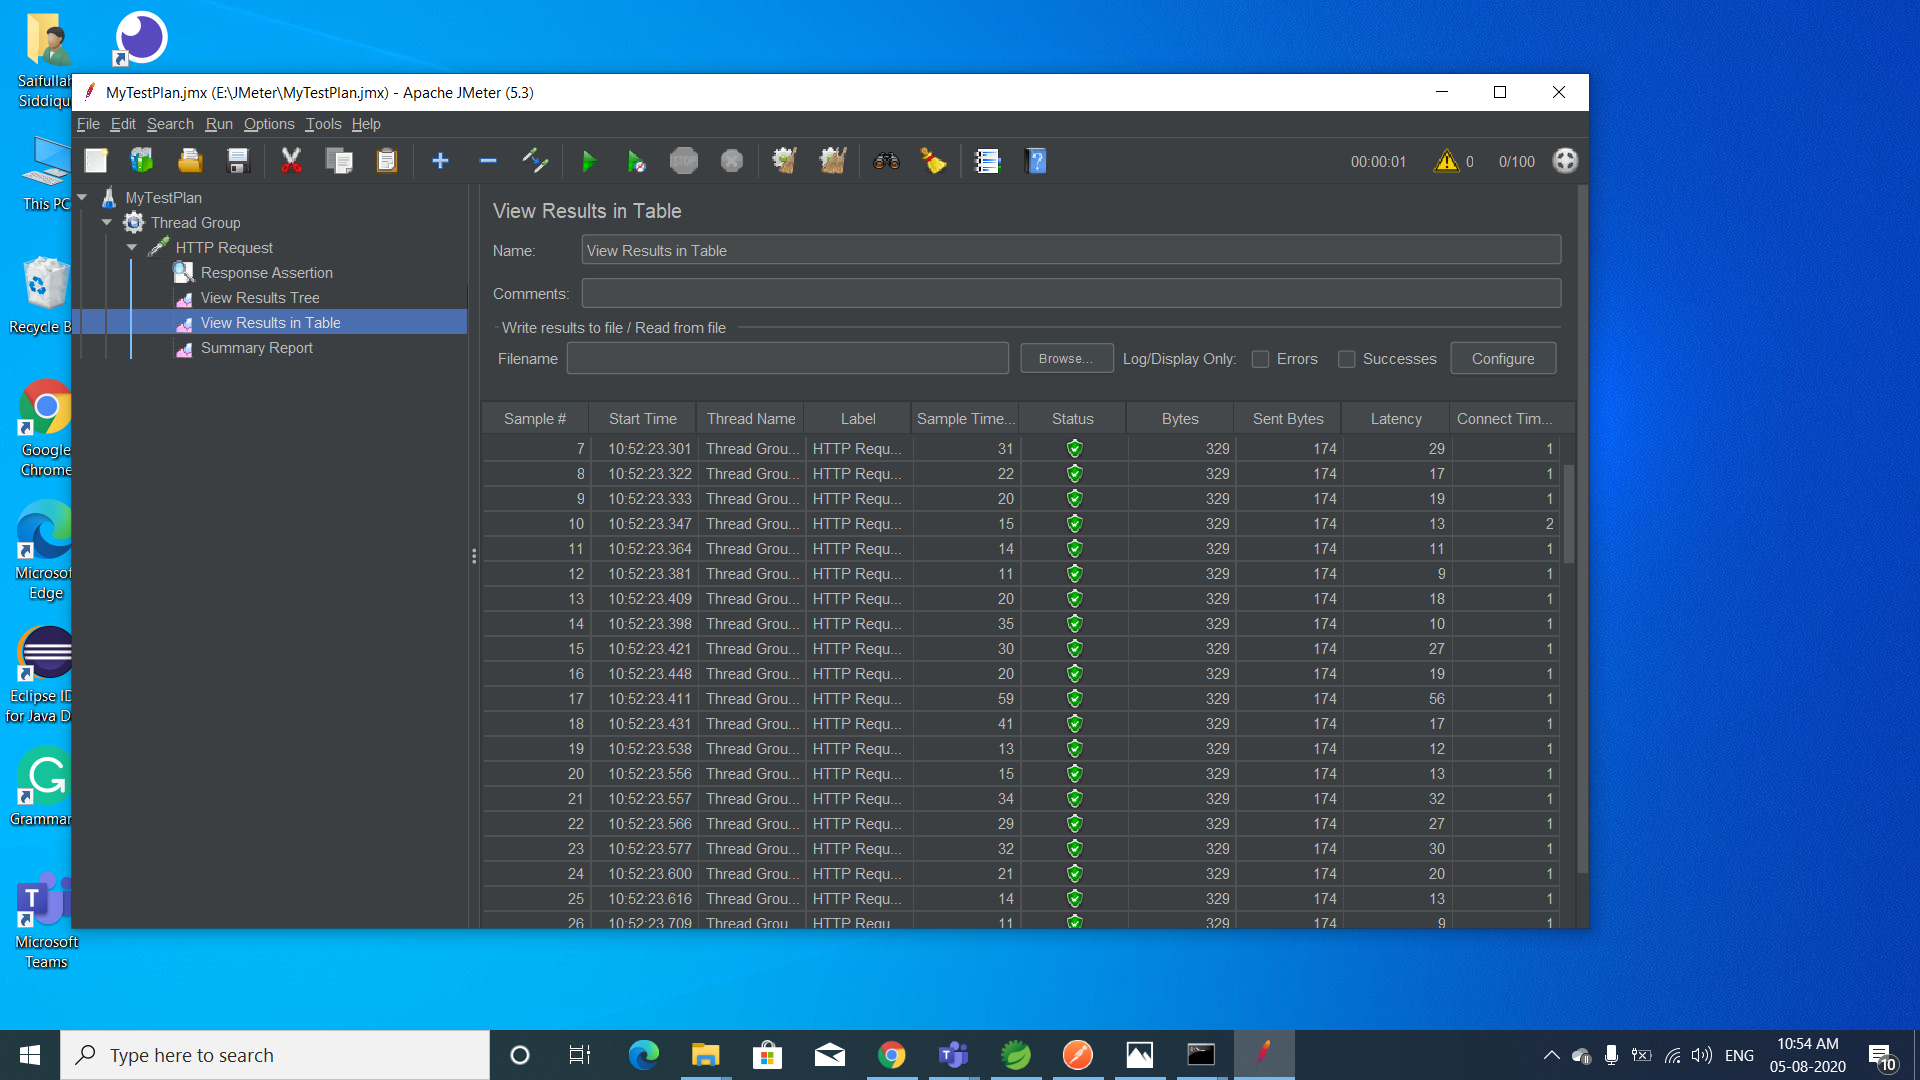 Saifullah
Siddiqu
MyTestPlan.jmx (E:\JMeter\MyTestPlan.jmx) - Apache JMeter (5.3)
File Edit Search Run Options Tools Help
STOP
00:00:01 0 0/100
This PC
Recycle B
Google
Chrome
Microsof
Edge
Eclipse ID
for Java D
Grammar
Microsoft
Teams
MyTestPlan
Thread Group
HTTP Request
Response Assertion
View Results Tree
View Results in Table
Summary Report
View Results in Table
Name: View Results in Table
Comments:
Write results to file / Read from file
Filename Browse... Log/Display Only: Errors Successes Configure
Sample # Start Time Thread Name Label Sample Time... Status Bytes Sent Bytes Latency Connect Tim...
7 10:52:23.301 Thread Grou... HTTP Requ... 31 329 174 29 1
8 10:52:23.322 Thread Grou... HTTP Requ... 22 329 174 17 1
9 10:52:23.333 Thread Grou... HTTP Requ... 20 329 174 19 1
10 10:52:23.347 Thread Grou... HTTP Requ... 15 329 174 13 2
11 10:52:23.364 Thread Grou... HTTP Requ... 14 329 174 11 1
12 10:52:23.381 Thread Grou... HTTP Requ... 11 329 174 9 1
13 10:52:23.409 Thread Grou... HTTP Requ... 20 329 174 18 1
14 10:52:23.398 Thread Grou... HTTP Requ... 35 329 174 10 1
15 10:52:23.421 Thread Grou... HTTP Requ... 30 329 174 27 1
16 10:52:23.448 Thread Grou... HTTP Requ... 20 329 174 19 1
17 10:52:23.411 Thread Grou... HTTP Requ... 59 329 174 56 1
18 10:52:23.431 Thread Grou... HTTP Requ... 41 329 174 17 1
19 10:52:23.538 Thread Grou... HTTP Requ... 13 329 174 12 1
20 10:52:23.556 Thread Grou... HTTP Requ... 15 329 174 13 1
21 10:52:23.557 Thread Grou... HTTP Requ... 34 329 174 32 1
22 10:52:23.566 Thread Grou... HTTP Requ... 29 329 174 27 1
23 10:52:23.577 Thread Grou... HTTP Requ... 32 329 174 30 1
24 10:52:23.600 Thread Grou... HTTP Requ... 21 329 174 20 1
25 10:52:23.616 Thread Grou... HTTP Requ... 14 329 174 13 1
26 10:52:23.709 Thread Grou HTTP Requ 11 329 174 9 1
Type here to search
ENG
10:54 AM
05-08-2020
10